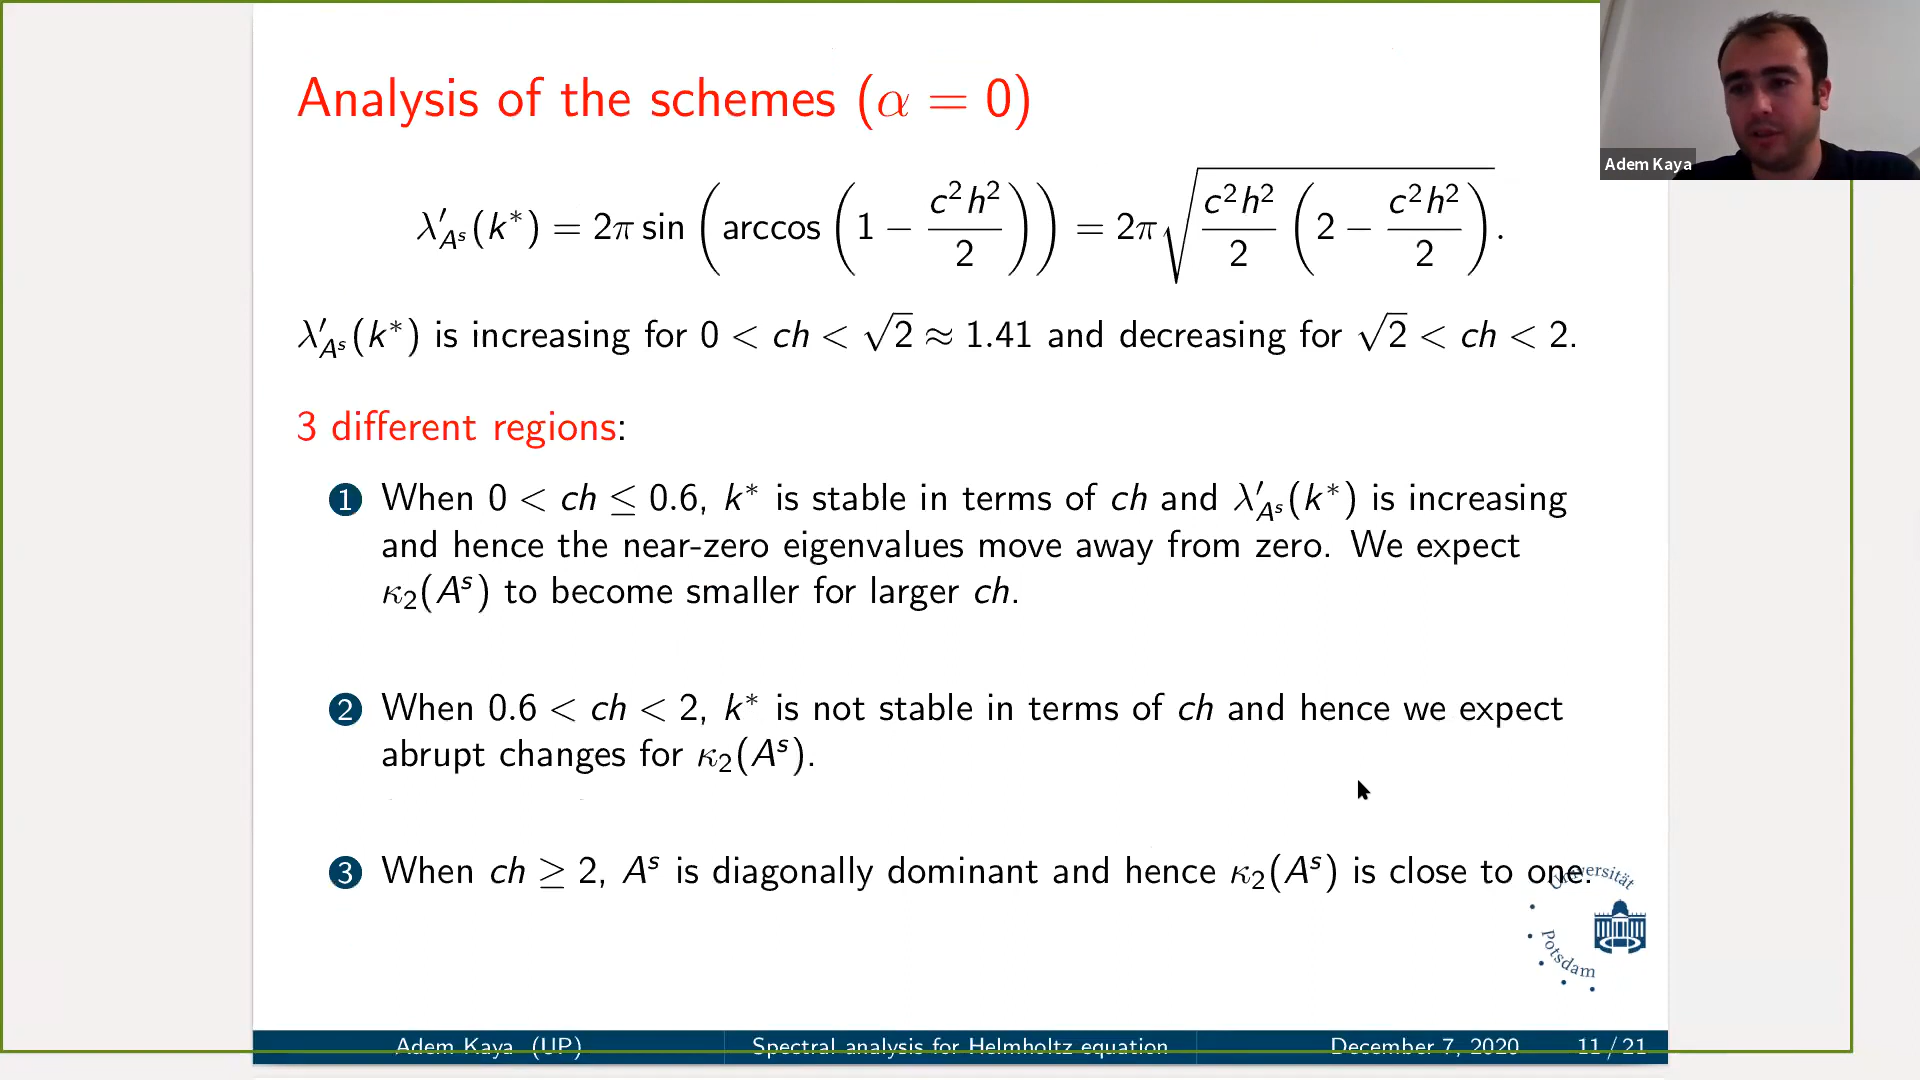 Analysis of the schemes (α = 0)
Adem Kaya
λ′_{A^s}(k*) = 2π sin (arccos (1 − c²h²/2)) = 2π√(c²h²/2 (2 − c²h²/2)).
λ′_{A^s}(k*) is increasing for 0 < ch < √2 ≈ 1.41 and decreasing for √2 < ch < 2.
3 different regions:
1 When 0 < ch ≤ 0.6, k* is stable in terms of ch and λ′_{A^s}(k*) is increasing
and hence the near-zero eigenvalues move away from zero. We expect
κ₂(A^s) to become smaller for larger ch.
2 When 0.6 < ch < 2, k* is not stable in terms of ch and hence we expect
abrupt changes for κ₂(A^s).
3 When ch ≥ 2, A^s is diagonally dominant and hence κ₂(A^s) is close to one.
Universität
Potsdam
Adem Kaya (UP) Spectral analysis for Helmholtz equation December 7, 2020 11 / 21